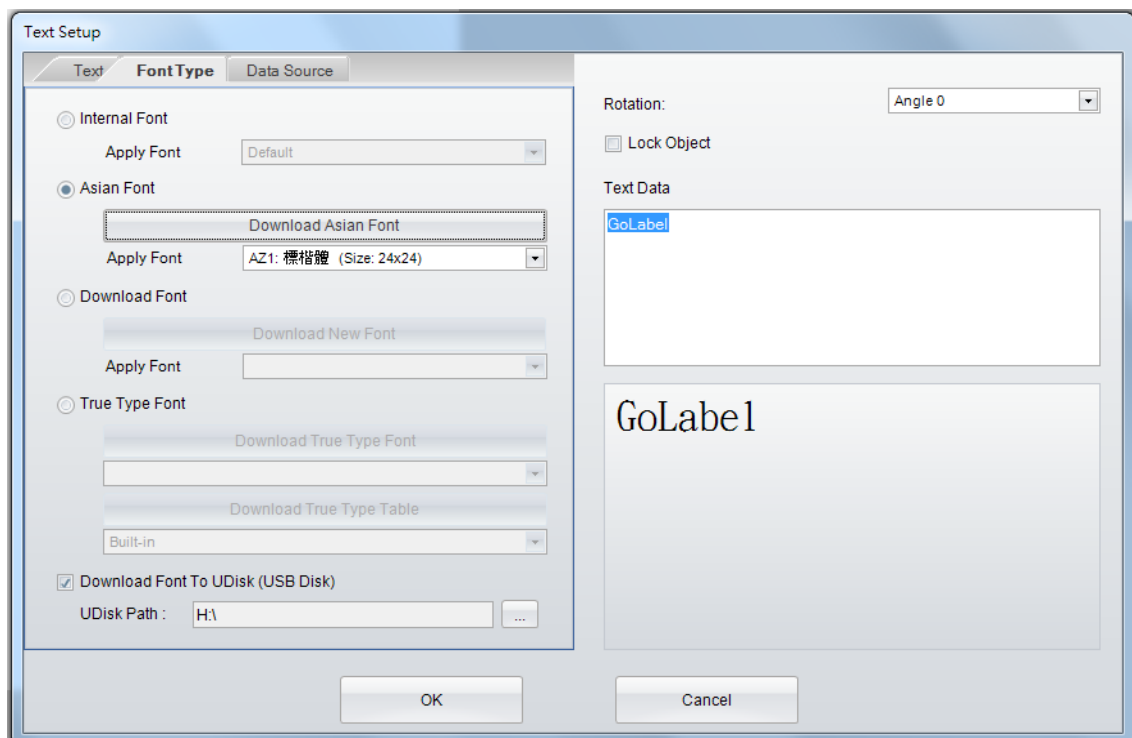 Text Setup
Text FontType Data Source
Internal Font
Apply Font Default
Asian Font
Download Asian Font
Apply Font AZ1: 標楷體 (Size: 24x24)
Download Font
Download New Font
Apply Font
True Type Font
Download True Type Font
Download True Type Table
Built-in
Download Font To UDisk (USB Disk)
UDisk Path : H:\ ...
Rotation: Angle 0
Lock Object
Text Data
GoLabel
GoLabel
OK Cancel